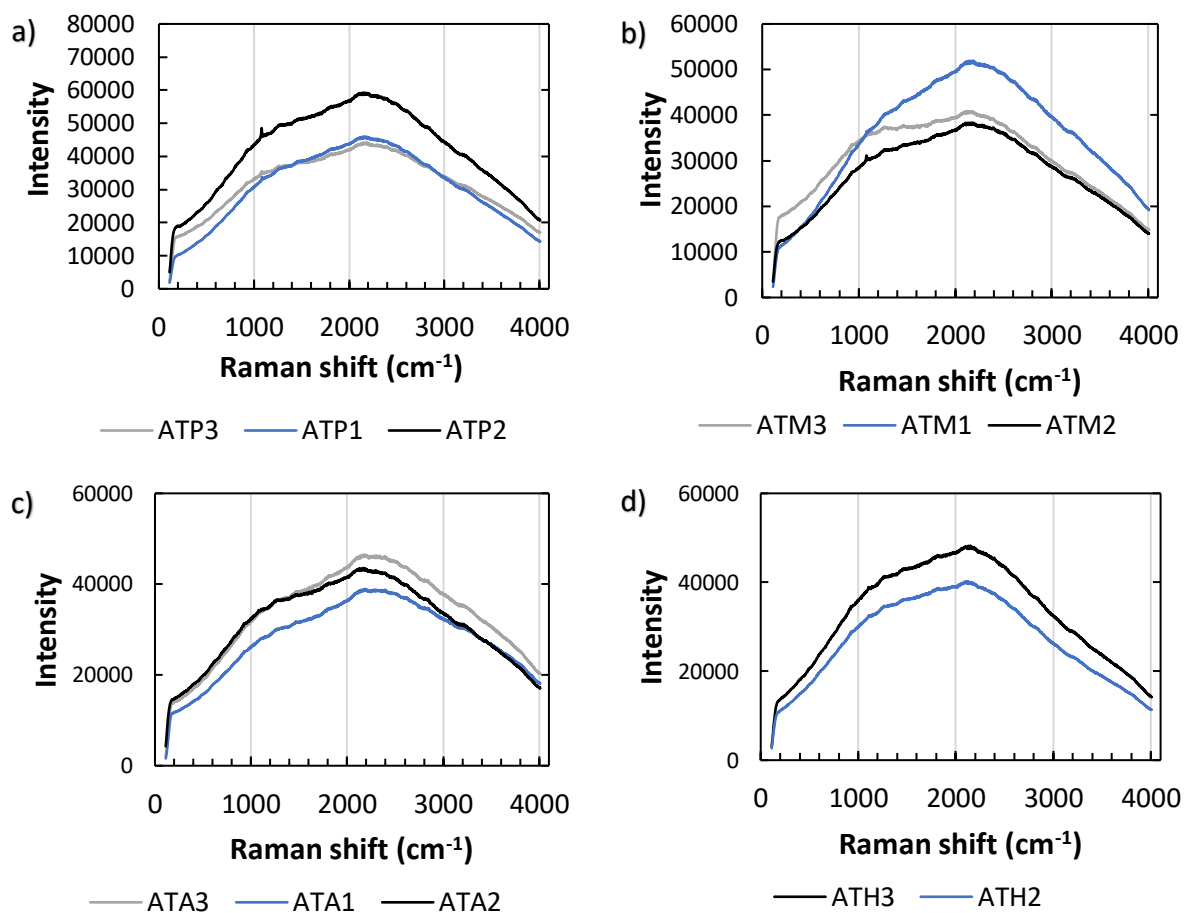 a)
80000
70000
60000
50000
40000
30000
20000
10000
0
Intensity
0 1000 2000 3000 4000
Raman shift (cm-1)
ATP3 ATP1 ATP2
b)
60000
50000
40000
30000
20000
10000
0
Intensity
0 1000 2000 3000 4000
Raman shift (cm-1)
ATM3 ATM1 ATM2
c)
60000
40000
20000
0
Intensity
0 1000 2000 3000 4000
Raman shift (cm-1)
ATA3 ATA1 ATA2
d)
60000
40000
20000
0
Intensity
0 1000 2000 3000 4000
Raman shift (cm-1)
ATH3 ATH2